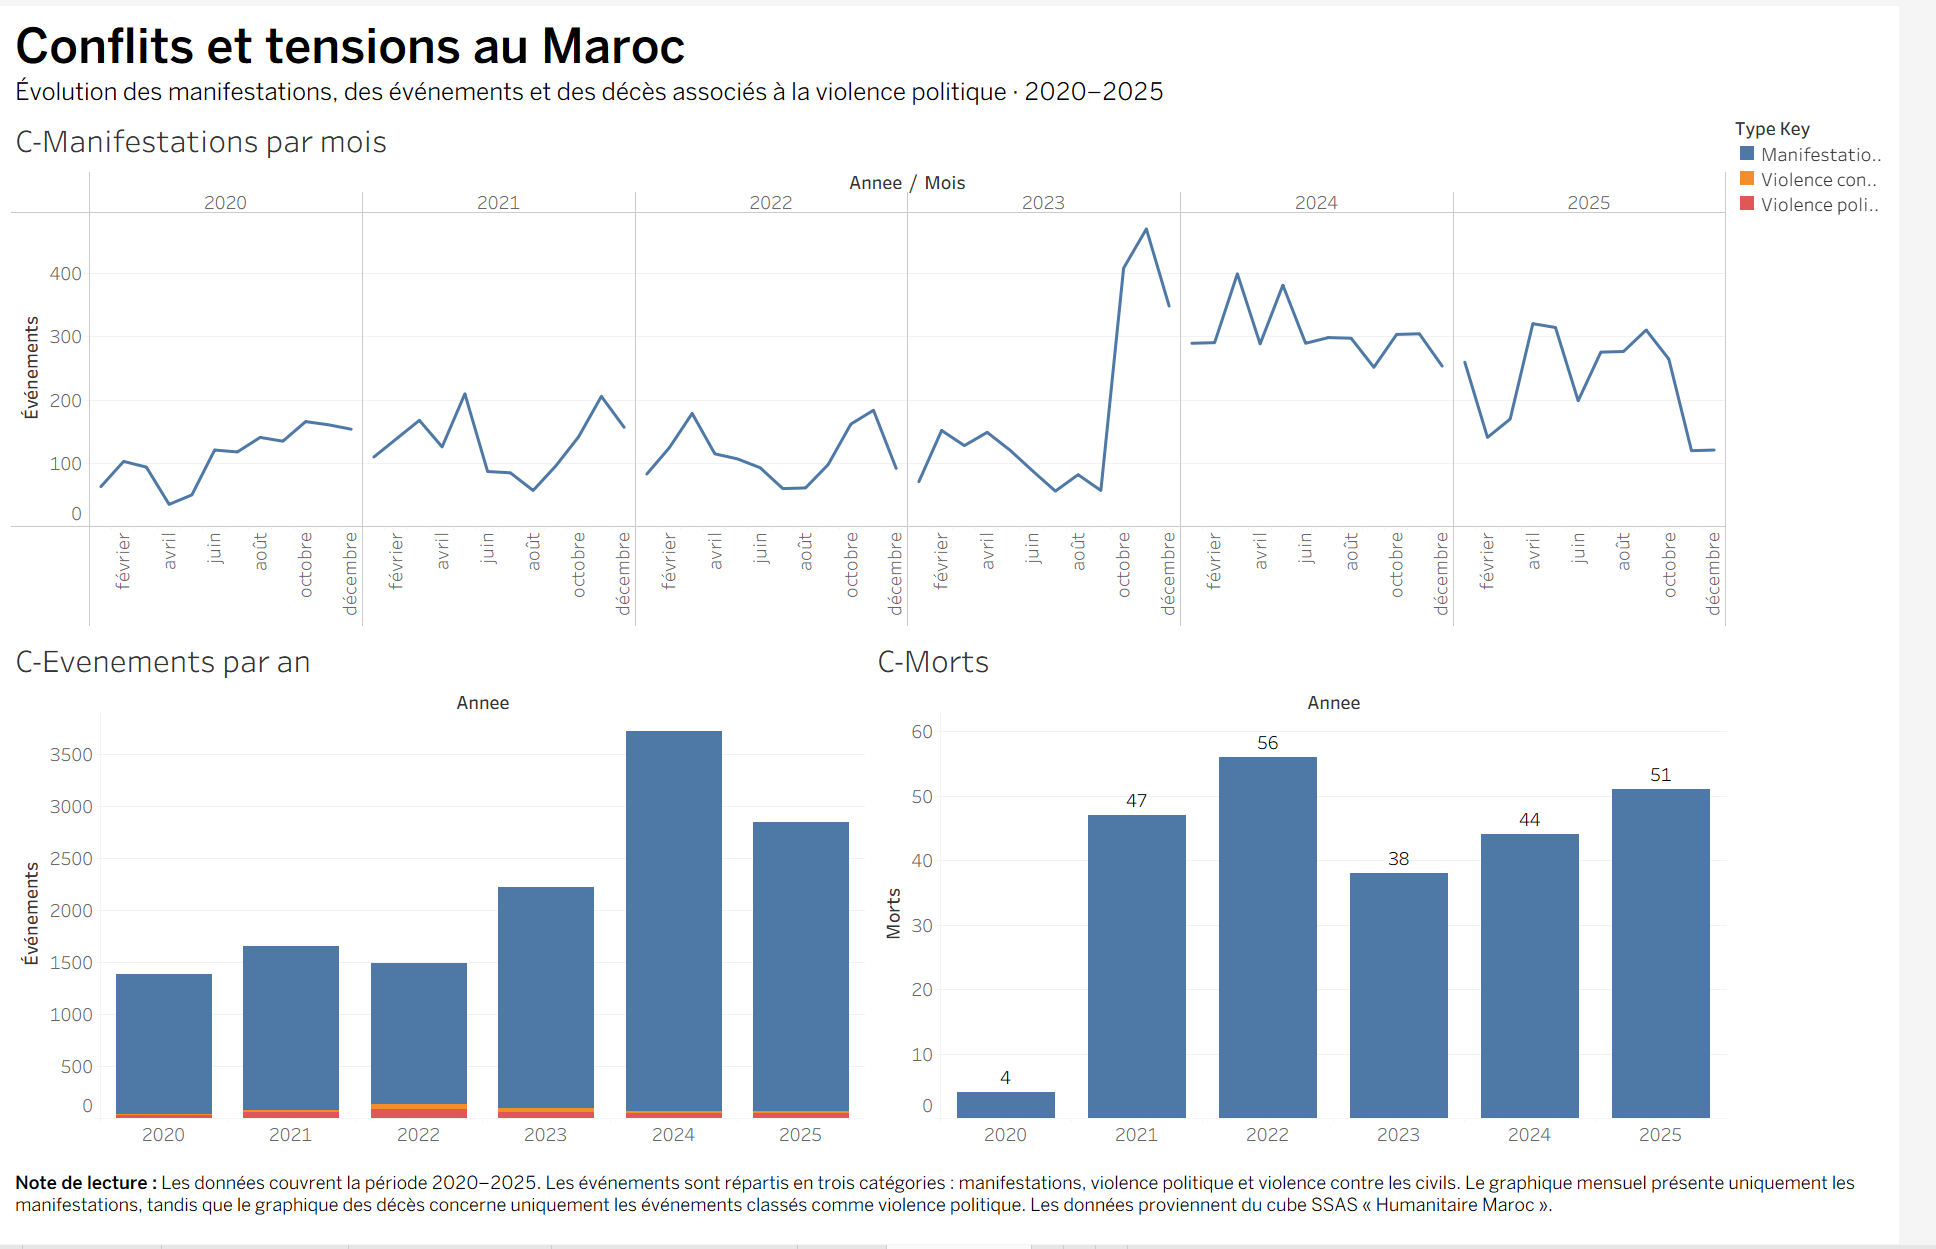 Conflits et tensions au Maroc
Évolution des manifestations, des événements et des décès associés à la violence politique · 2020–2025
C-Manifestations par mois
Type Key
Manifestatio..
Violence con..
Violence poli..
Annee / Mois
2020 2021 2022 2023 2024 2025
Événements
400
300
200
100
0
février avril juin août octobre décembre février avril juin août octobre décembre février avril juin août octobre décembre février avril juin août octobre décembre février avril juin août octobre décembre février avril juin août octobre décembre
C-Evenements par an
Annee
Événements
3500
3000
2500
2000
1500
1000
500
0
2020 2021 2022 2023 2024 2025
C-Morts
Annee
Morts
60
50
40
30
20
10
0
4 47 56 38 44 51
2020 2021 2022 2023 2024 2025
Note de lecture : Les données couvrent la période 2020–2025. Les événements sont répartis en trois catégories : manifestations, violence politique et violence contre les civils. Le graphique mensuel présente uniquement les
manifestations, tandis que le graphique des décès concerne uniquement les événements classés comme violence politique. Les données proviennent du cube SSAS « Humanitaire Maroc ».